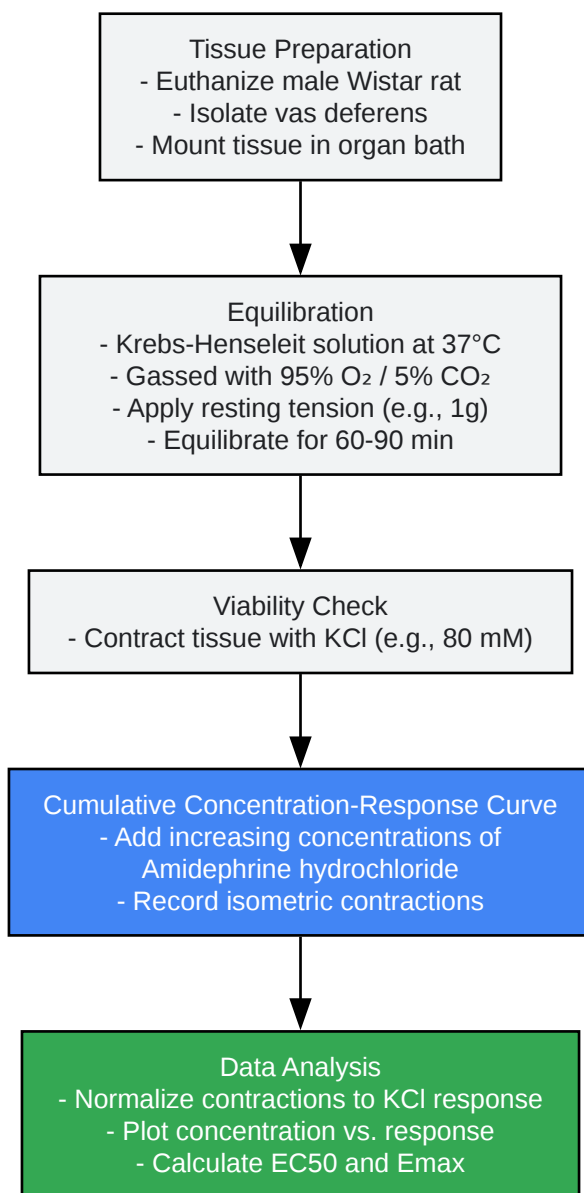 Tissue Preparation
- Euthanize male Wistar rat
- Isolate vas deferens
- Mount tissue in organ bath
Equilibration
- Krebs-Henseleit solution at 37°C
- Gassed with 95% O₂ / 5% CO₂
- Apply resting tension (e.g., 1g)
- Equilibrate for 60-90 min
Viability Check
- Contract tissue with KCl (e.g., 80 mM)
Cumulative Concentration-Response Curve
- Add increasing concentrations of
Amidephrine hydrochloride
- Record isometric contractions
Data Analysis
- Normalize contractions to KCl response
- Plot concentration vs. response
- Calculate EC50 and Emax